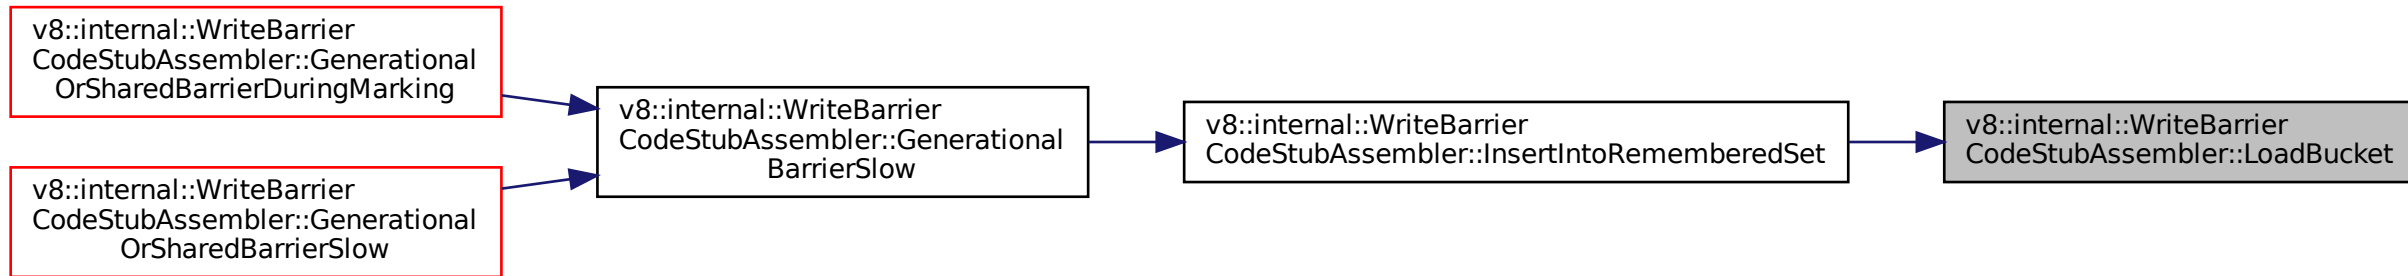 v8::internal::WriteBarrier
CodeStubAssembler::Generational
OrSharedBarrierDuringMarking
v8::internal::WriteBarrier
CodeStubAssembler::Generational
OrSharedBarrierSlow
v8::internal::WriteBarrier
CodeStubAssembler::Generational
BarrierSlow
v8::internal::WriteBarrier
CodeStubAssembler::InsertIntoRememberedSet
v8::internal::WriteBarrier
CodeStubAssembler::LoadBucket